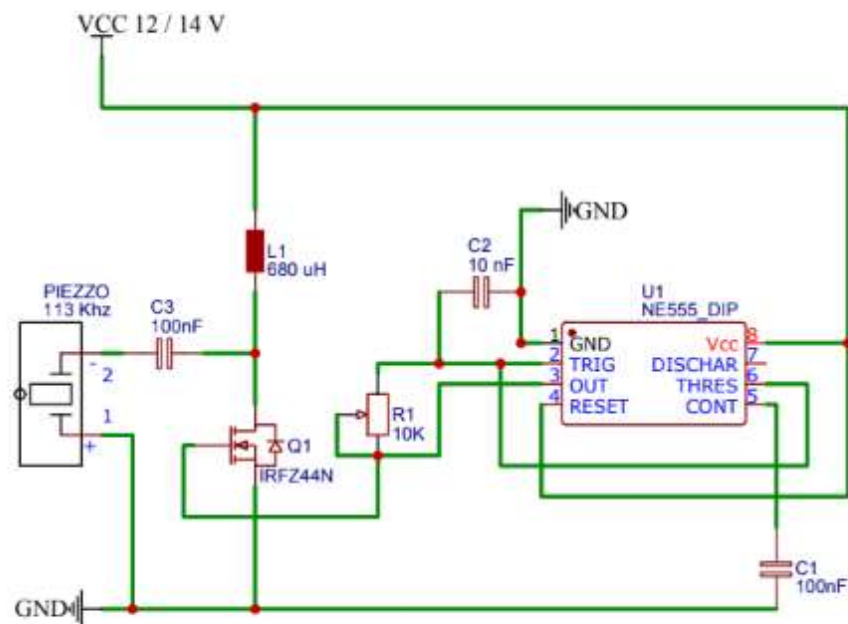 VCC 12 / 14 V
GND
C2
10 nF
L1
680 uH
U1
NE555_DIP
PIEZZO
113 Khz
C3
100nF
1 GND Vcc 8
2 TRIG DISCHAR 7
3 OUT THRES 6
4 RESET CONT 5
- 2
1
+
R1
10K
Q1
IRFZ44N
C1
100nF
GND